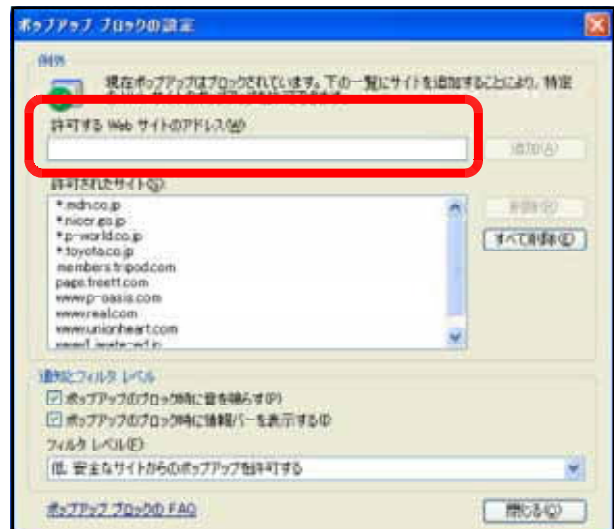 ポップアップ ブロックの設定
例外
現在ポップアップはブロックされています。下の一覧にサイトを追加することにより、特定
許可する Web サイトのアドレス(W)
追加(A)
許可されたサイト(S)
*.mdn.co.jp
*.nicer.go.jp
*.p-world.co.jp
*.toyota.co.jp
members.tripod.com
page.freett.com
www.p-oasis.com
www.real.com
www.unionheart.com
削除(R)
すべて削除(E)
通知とフィルタ レベル
ポップアップのブロック時に音を鳴らす(P)
ポップアップのブロック時に情報バーを表示する(I)
フィルタ レベル(F)
低: 安全なサイトからのポップアップを許可する
ポップアップ ブロックの FAQ
閉じる(C)